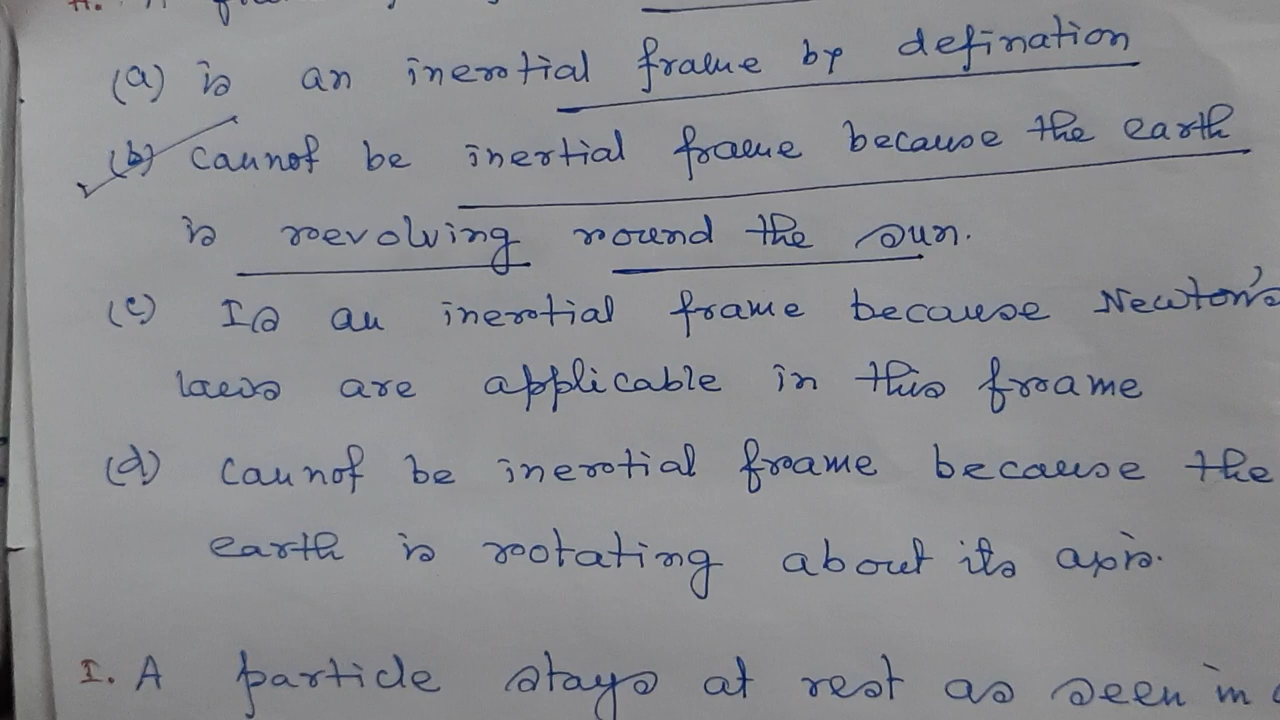 H. A
(a) is an inertial frame by defination
(b) cannot be inertial frame because the earth
is revolving round the sun.
(c) Is an inertial frame because Newton's
laws are applicable in this frame
(d) cannot be inertial frame because the
earth is rotating about its axis.
I. A particle stays at rest as seen in